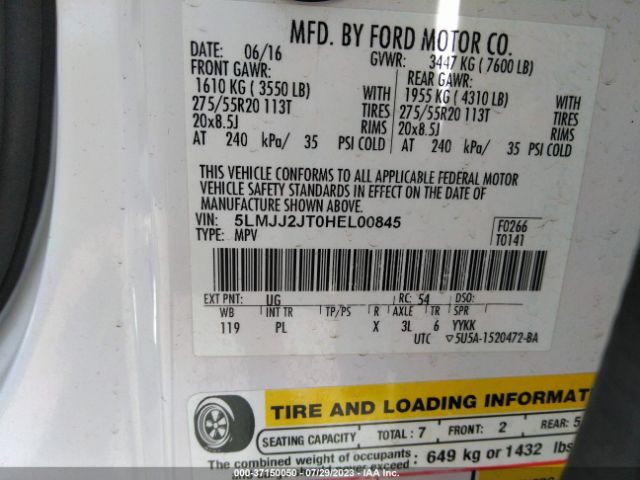 MFD. BY FORD MOTOR CO.
DATE: 06/16 GVWR: 3447 KG ( 7600 LB)
FRONT GAWR: REAR GAWR:
1610 KG ( 3550 LB) WITH 1955 KG ( 4310 LB) WITH
275/55R20 113T TIRES 275/55R20 113T TIRES
20x8.5J RIMS 20x8.5J RIMS
AT 240 kPa/ 35 PSI COLD AT 240 kPa/ 35 PSI COLD
THIS VEHICLE CONFORMS TO ALL APPLICABLE FEDERAL MOTOR
VEHICLE SAFETY STANDARDS IN EFFECT ON THE DATE OF
MANUFACTURE SHOWN ABOVE.
VIN: 5LMJJ2JT0HEL00845 F0266
TYPE: MPV T0141
EXT PNT: UG RC: 54 DSO:
WB INT TR TP/PS R AXLE TR SPR
119 PL X 3L 6 YYKK
UTC ▽5U5A-1520472-BA
TIRE AND LOADING INFORMAT
SEATING CAPACITY TOTAL : 7 FRONT: 2 REAR: 5
The combined weight of occupants 649 kg or 1432 lbs
should never exceed
00-37150050 - 07/29/2023 - IAAI, Inc.